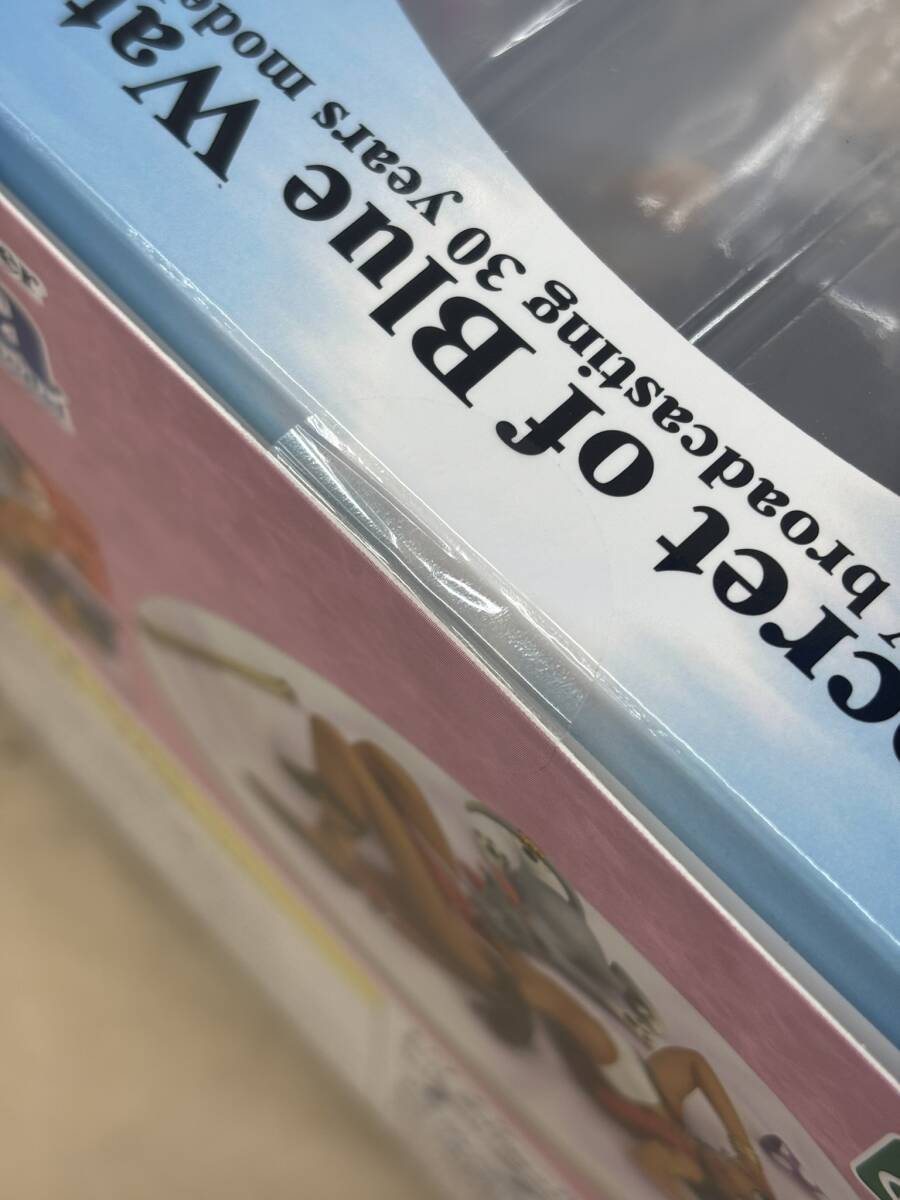 cret of Blue Wat
y broadcasting 30 years mode